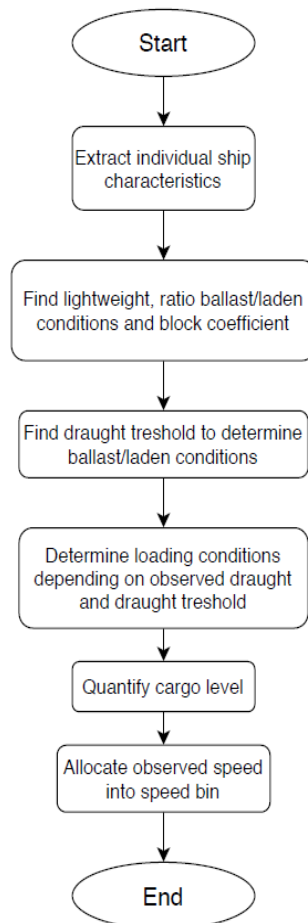 Start
Extract individual ship
characteristics
Find lightweight, ratio ballast/laden
conditions and block coefficient
Find draught treshold to determine
ballast/laden conditions
Determine loading conditions
depending on observed draught
and draught treshold
Quantify cargo level
Allocate observed speed
into speed bin
End